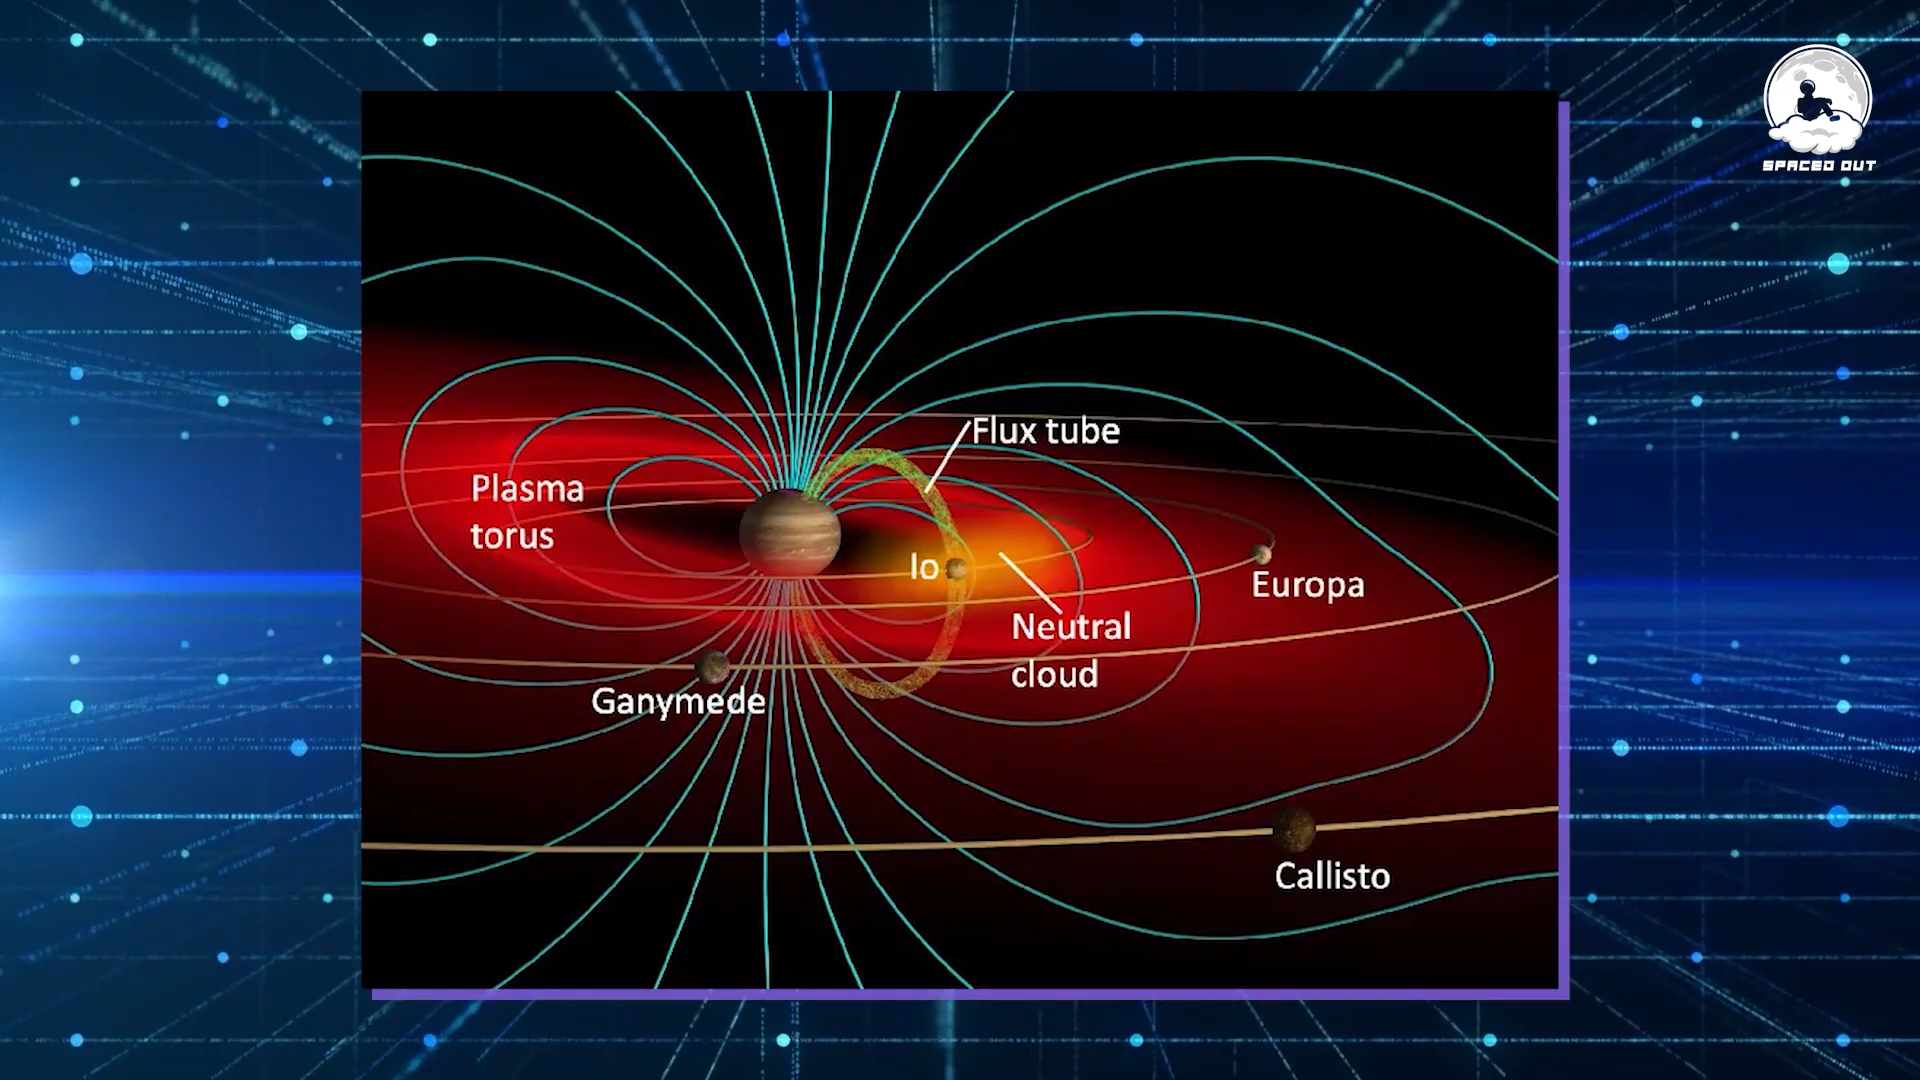 SPACED OUT
Flux tube
Plasma
torus
Io
Europa
Neutral
cloud
Ganymede
Callisto